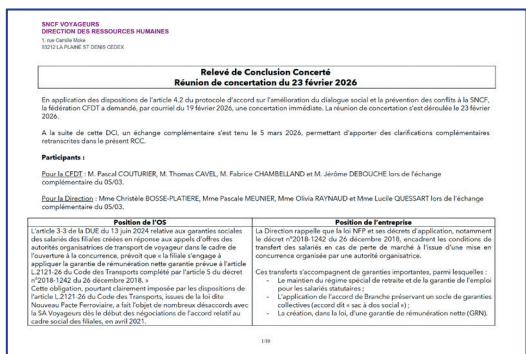 SNCF VOYAGEURS
DIRECTION DES RESSOURCES HUMAINES
1, rue Camille Moke
93212 LA PLAINE ST DENIS CEDEX
Relevé de Conclusion Concerté
Réunion de concertation du 23 février 2026
En application des dispositions de l'article 4.2 du protocole d'accord sur l'amélioration du dialogue social et la prévention des conflits à la SNCF,
la fédération CFDT a demandé, par courriel du 19 février 2026, une concertation immédiate. La réunion de concertation s'est déroulée le 23 février
2026.
A la suite de cette DCI, un échange complémentaire s'est tenu le 5 mars 2026, permettant d'apporter des clarifications complémentaires
retranscrites dans le présent RCC.
Participants :
Pour la CFDT : M. Pascal COUTURIER, M. Thomas CAVEL, M. Fabrice CHAMBELLAND et M. Jérôme DEBOUCHE lors de l'échange
complémentaire du 05/03.
Pour la Direction : Mme Christèle BOSSE-PLATIERE, Mme Pascale MEUNIER, Mme Olivia RAYNAUD et Mme Lucile QUESSART lors de l'échange
complémentaire du 05/03.
Position de l'OS
L'article 3-3 de la DUE du 13 juin 2024 relative aux garanties sociales
des salariés des filiales créées en réponse aux appels d'offres des
autorités organisatrices de transport de voyageur dans le cadre de
l'ouverture à la concurrence, prévoit que « la filiale s'engage à
appliquer la garantie de rémunération nette garantie prévue à l'article
L.2121-26 du Code des Transports complété par l'article 5 du décret
n°2018-1242 du 26 décembre 2018. »
Cette obligation, pourtant clairement imposée par les dispositions de
l'article L.2121-26 du Code des Transports, issues de la loi dite
Nouveau Pacte Ferroviaire, a fait l'objet de nombreux désaccords avec
la SA Voyageurs dès le début des négociations de l'accord relatif au
cadre social des filiales, en avril 2021.
Position de l'entreprise
La Direction rappelle que la loi NFP et ses décrets d'application, notamment
le décret n°2018-1242 du 26 décembre 2018, encadrent les conditions de
transfert des salariés en cas de perte de marché à l'issue d'une mise en
concurrence organisée par une autorité organisatrice.
Ces transferts s'accompagnent de garanties importantes, parmi lesquelles :
- Le maintien du régime spécial de retraite et de la garantie de l'emploi
pour les salariés statutaires ;
- L'application de l'accord de Branche préservant un socle de garanties
collectives (accord dit « sac à dos social ») ;
- La création, dans la loi, d'une garantie de rémunération nette (GRN).
1/10